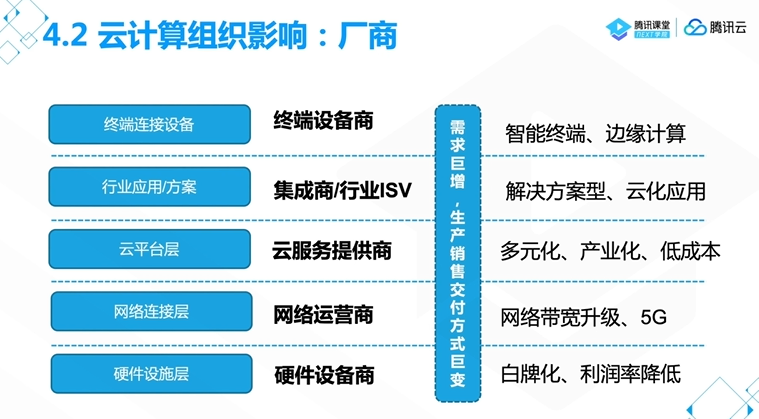 4.2 云计算组织影响：厂商
腾讯课堂
NEXT学院
腾讯云
终端连接设备
终端设备商
智能终端、边缘计算
行业应用/方案
集成商/行业ISV
解决方案型、云化应用
云平台层
云服务提供商
多元化、产业化、低成本
网络连接层
网络运营商
网络带宽升级、5G
硬件设施层
硬件设备商
白牌化、利润率降低
需求巨增，生产销售交付方式巨变